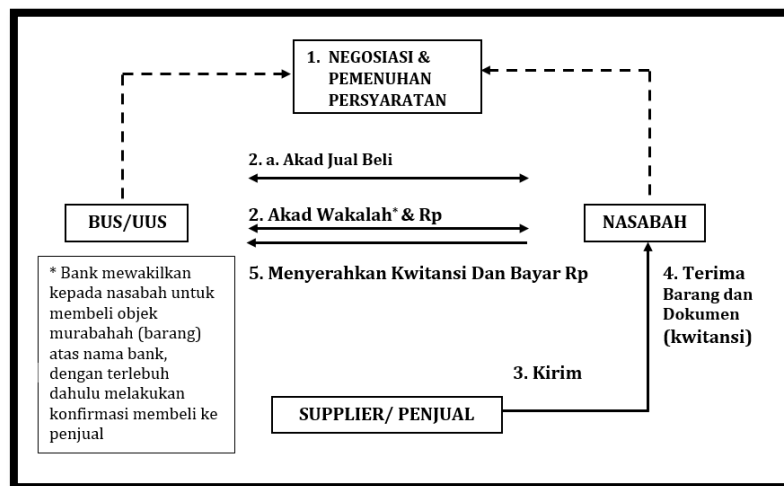 1. NEGOSIASI &
PEMENUHAN
PERSYARATAN
2. a. Akad Jual Beli
BUS/UUS
2. Akad Wakalah* & Rp
NASABAH
* Bank mewakilkan
kepada nasabah untuk
membeli objek
murabahah (barang)
atas nama bank,
dengan terlebuh
dahulu melakukan
konfirmasi membeli ke
penjual
5. Menyerahkan Kwitansi Dan Bayar Rp
4. Terima
Barang dan
Dokumen
(kwitansi)
3. Kirim
SUPPLIER/ PENJUAL